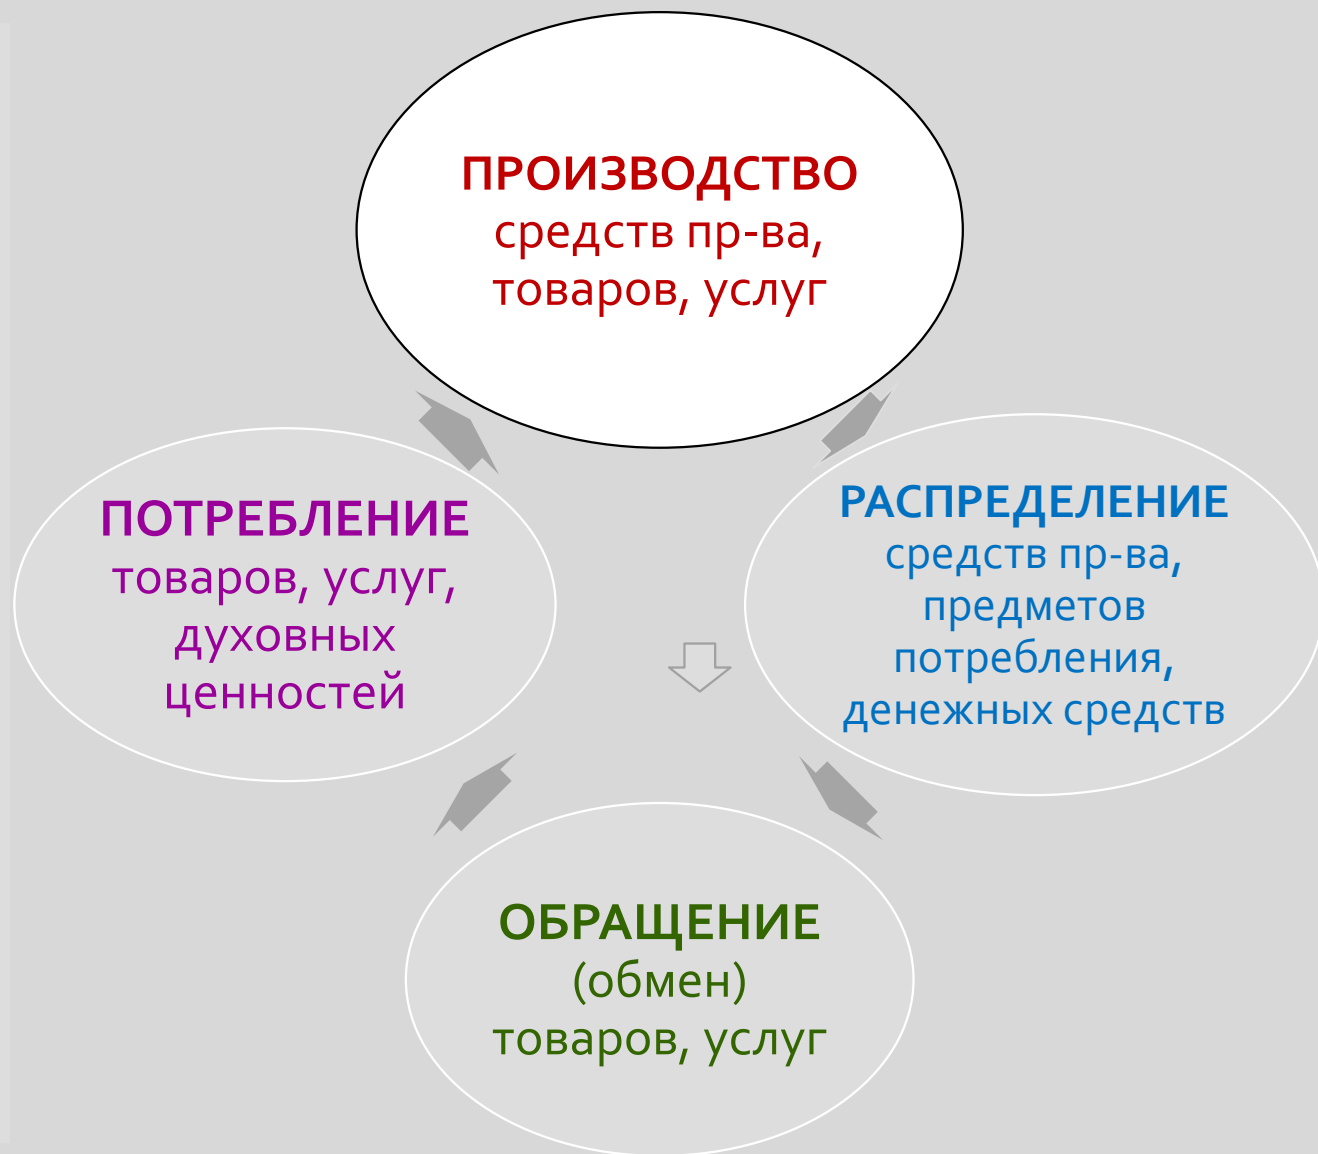 ПРОИЗВОДСТВО
средств пр-ва,
товаров, услуг
ПОТРЕБЛЕНИЕ
товаров, услуг,
духовных
ценностей
РАСПРЕДЕЛЕНИЕ
средств пр-ва,
предметов
потребления,
денежных средств
ОБРАЩЕНИЕ
(обмен)
товаров, услуг